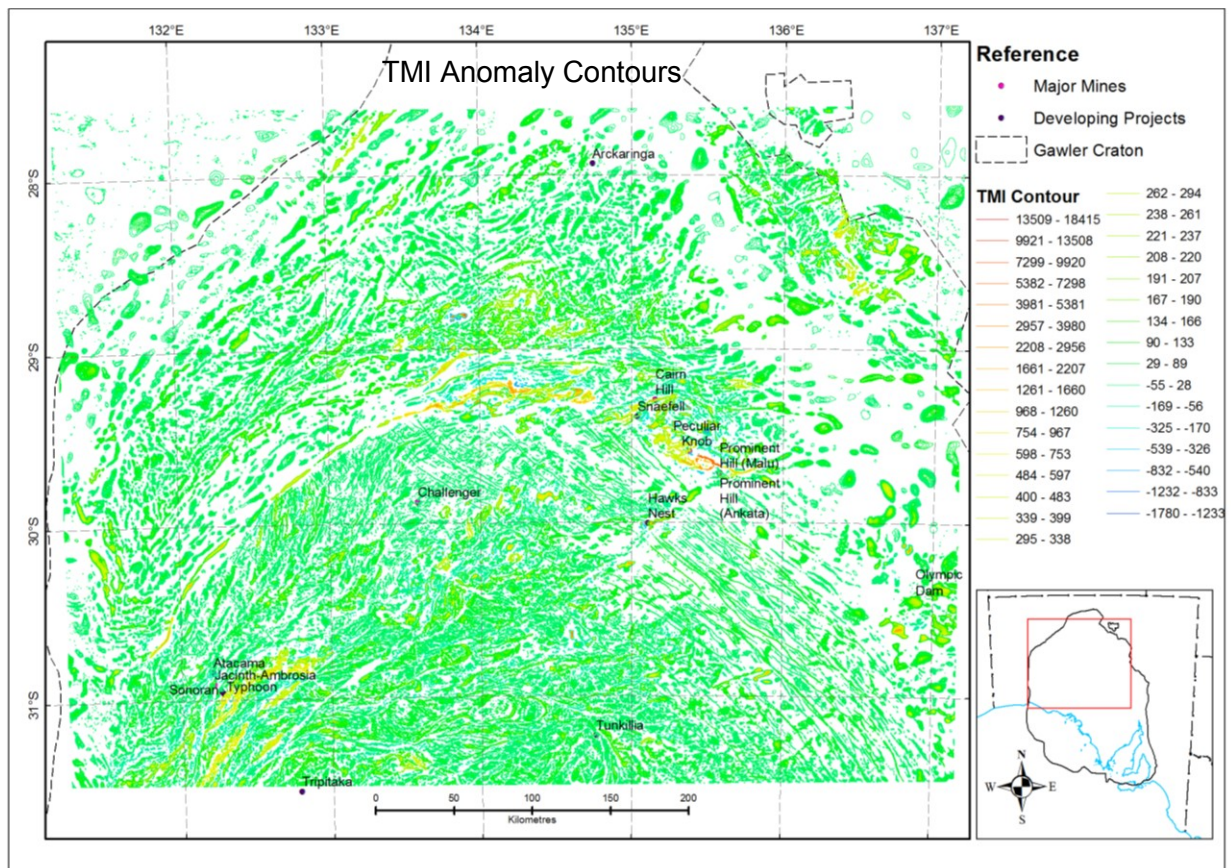 132°E
133°E
134°E
135°E
136°E
137°E
TMI Anomaly Contours
28°S
29°S
30°S
31°S
Arckaringa
Cairn
Hill
Snaefell
Peculiar
Knob
Prominent
Hill (Malu)
Prominent
Hill
(Ankata)
Challenger
Hawks
Nest
Olympic
Dam
Atacama
Jacinth-Ambrosia
Sonoran
Typhoon
Tunkillia
Tripitaka
0
50
100
150
200
Kilometres
Reference
Major Mines
Developing Projects
Gawler Craton
TMI Contour
13509 - 18415
9921 - 13508
7299 - 9920
5382 - 7298
3981 - 5381
2957 - 3980
2208 - 2956
1661 - 2207
1261 - 1660
968 - 1260
754 - 967
598 - 753
484 - 597
400 - 483
339 - 399
295 - 338
262 - 294
238 - 261
221 - 237
208 - 220
191 - 207
167 - 190
134 - 166
90 - 133
29 - 89
-55 - 28
-169 - -56
-325 - -170
-539 - -326
-832 - -540
-1232 - -833
-1780 - -1233
N
W
E
S